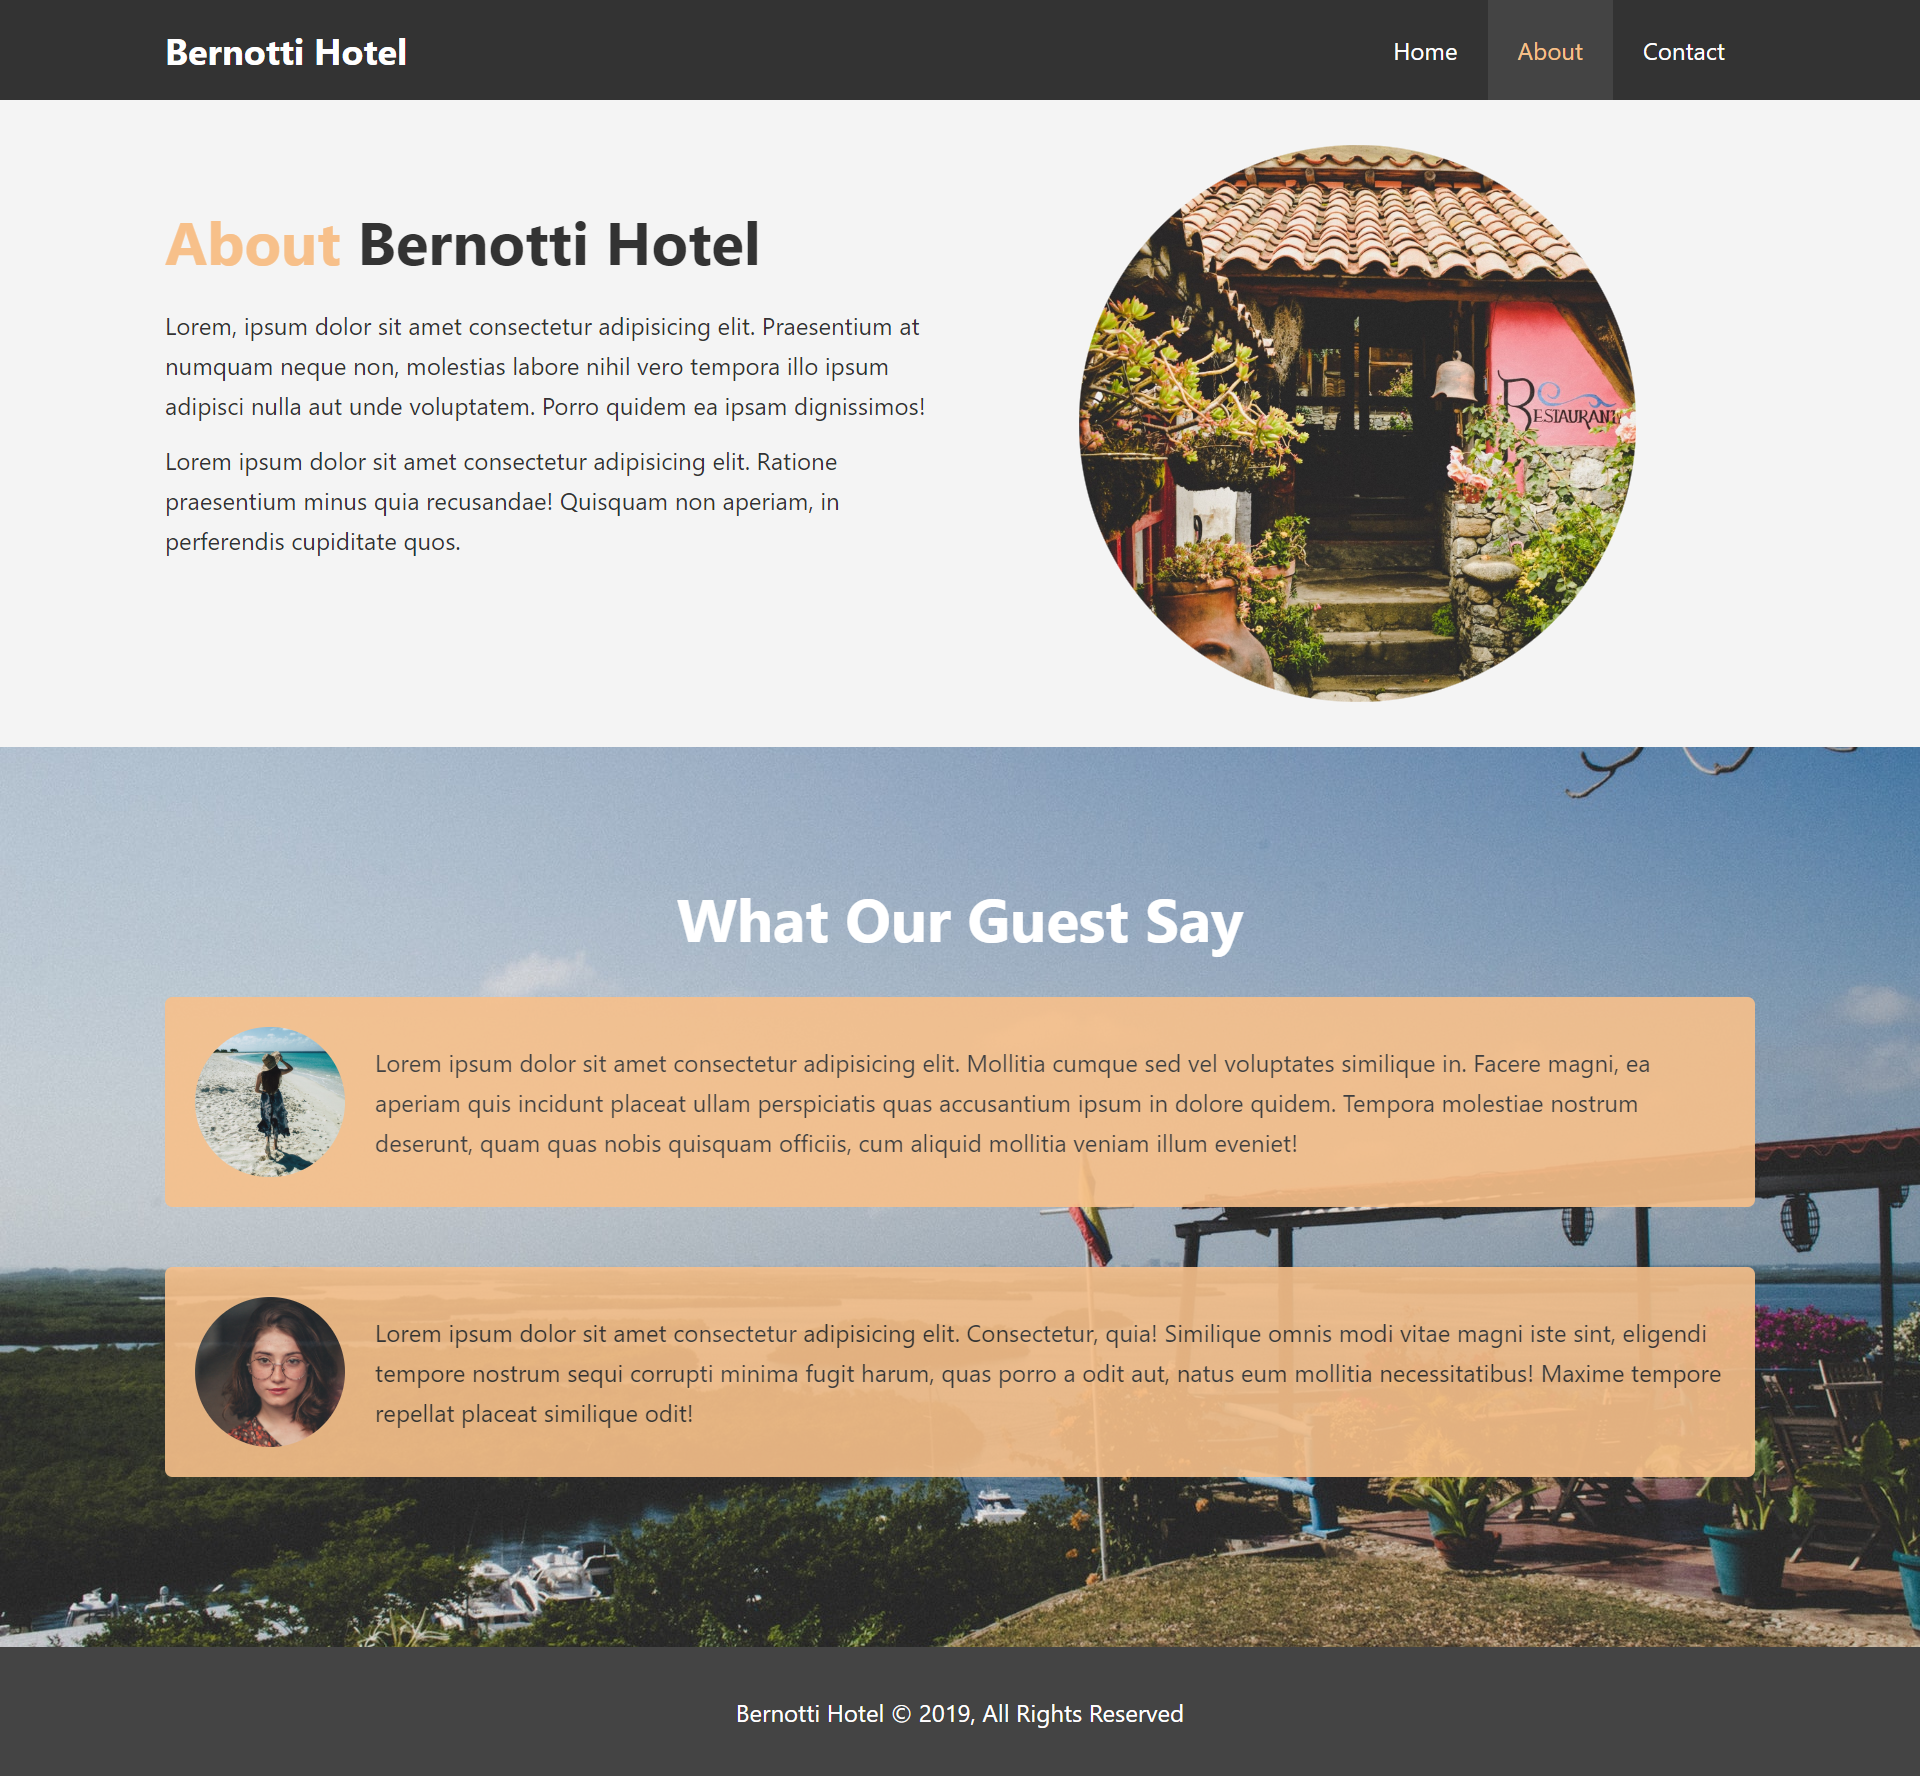 Bernotti Hotel
Home
About
Contact
About Bernotti Hotel
Lorem, ipsum dolor sit amet consectetur adipisicing elit. Praesentium at
numquam neque non, molestias labore nihil vero tempora illo ipsum
adipisci nulla aut unde voluptatem. Porro quidem ea ipsam dignissimos!
Lorem ipsum dolor sit amet consectetur adipisicing elit. Ratione
praesentium minus quia recusandae! Quisquam non aperiam, in
perferendis cupiditate quos.
RESTAURANT
What Our Guest Say
Lorem ipsum dolor sit amet consectetur adipisicing elit. Mollitia cumque sed vel voluptates similique in. Facere magni, ea
aperiam quis incidunt placeat ullam perspiciatis quas accusantium ipsum in dolore quidem. Tempora molestiae nostrum
deserunt, quam quas nobis quisquam officiis, cum aliquid mollitia veniam illum eveniet!
Lorem ipsum dolor sit amet consectetur adipisicing elit. Consectetur, quia! Similique omnis modi vitae magni iste sint, eligendi
tempore nostrum sequi corrupti minima fugit harum, quas porro a odit aut, natus eum mollitia necessitatibus! Maxime tempore
repellat placeat similique odit!
Bernotti Hotel © 2019, All Rights Reserved